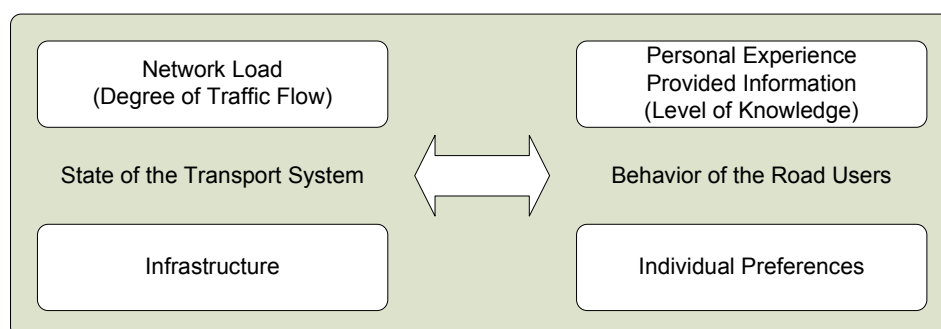 Network Load
(Degree of Traffic Flow)
Personal Experience
Provided Information
(Level of Knowledge)
State of the Transport System
Behavior of the Road Users
Infrastructure
Individual Preferences